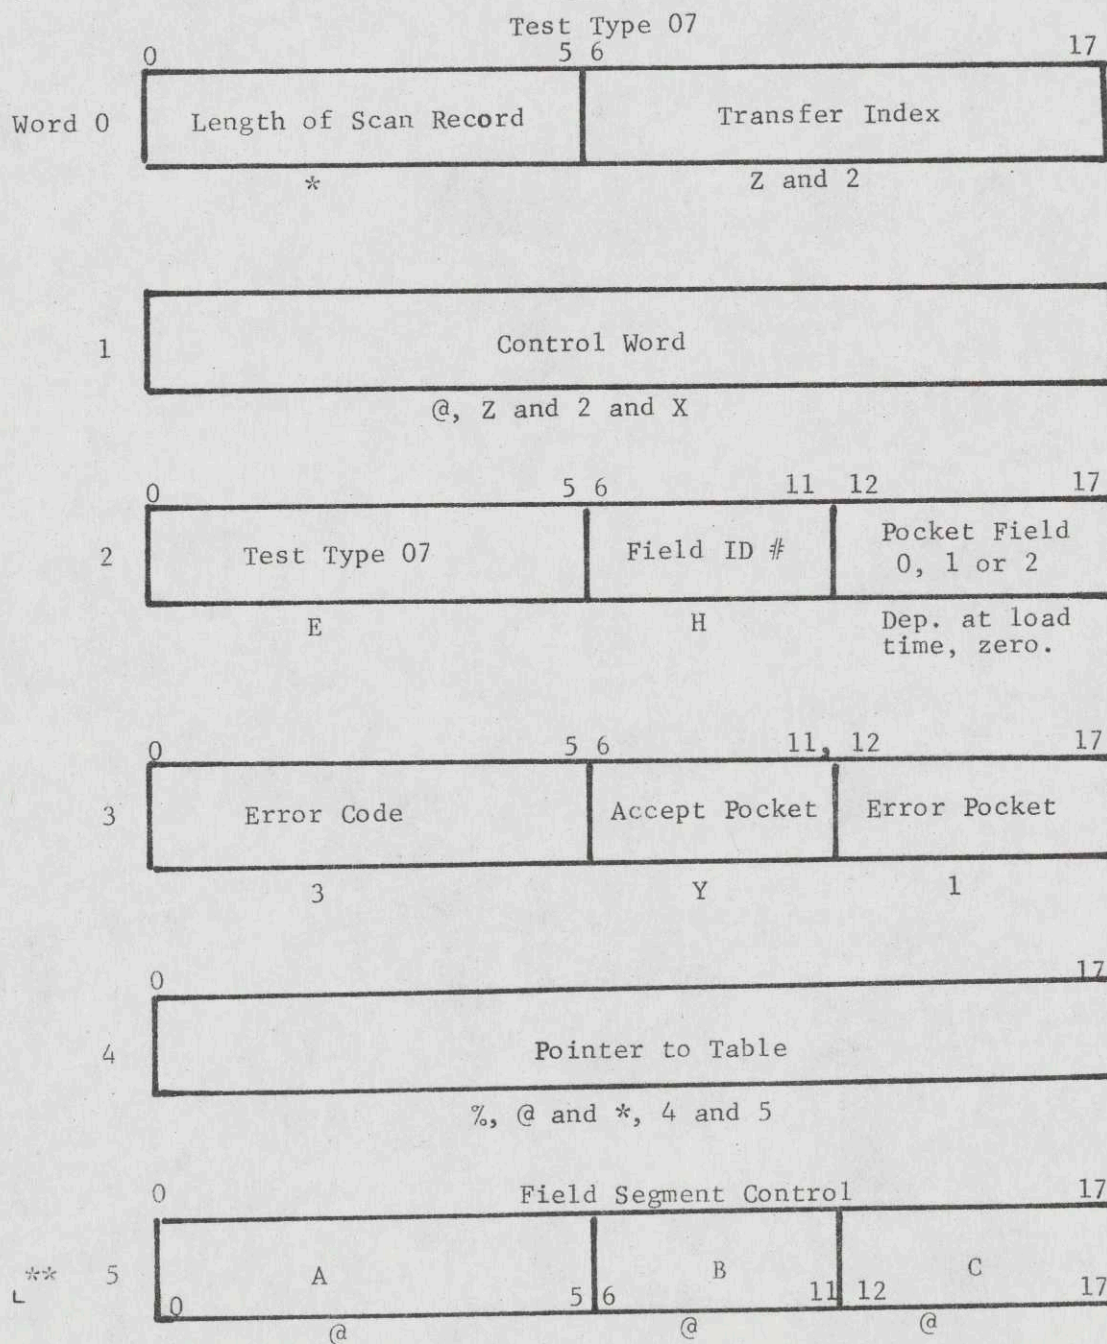 Test Type 07
0 5 6 17
Word 0 Length of Scan Record Transfer Index
* Z and 2
1 Control Word
@, Z and 2 and X
0 5 6 11 12 17
2 Test Type 07 Field ID # Pocket Field
0, 1 or 2
E H Dep. at load
time, zero.
0 5 6 11, 12 17
3 Error Code Accept Pocket Error Pocket
3 Y 1
0 17
4 Pointer to Table
%, @ and *, 4 and 5
0 Field Segment Control 17
** 5 A B C
0 5 6 11 12 17
@ @ @